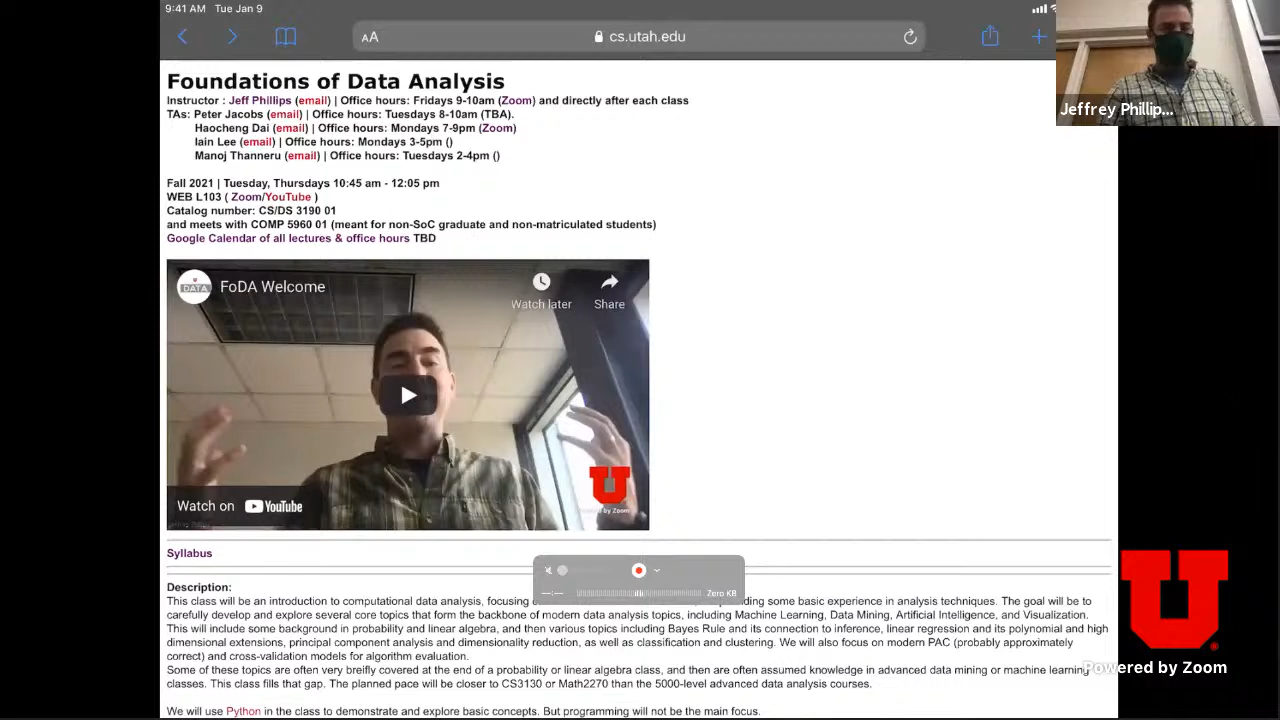 9:41 AM Tue Jan 9
AA cs.utah.edu
Jeffrey Phillip...
Foundations of Data Analysis
Instructor : Jeff Phillips (email) | Office hours: Fridays 9-10am (Zoom) and directly after each class
TAs: Peter Jacobs (email) | Office hours: Tuesdays 8-10am (TBA).
Haocheng Dai (email) | Office hours: Mondays 7-9pm (Zoom)
Iain Lee (email) | Office hours: Mondays 3-5pm ()
Manoj Thanneru (email) | Office hours: Tuesdays 2-4pm ()
Fall 2021 | Tuesday, Thursdays 10:45 am - 12:05 pm
WEB L103 ( Zoom/YouTube )
Catalog number: CS/DS 3190 01
and meets with COMP 5960 01 (meant for non-SoC graduate and non-matriculated students)
Google Calendar of all lectures & office hours TBD
DATA FoDA Welcome
Watch later Share
Watch on YouTube
U
Powered by Zoom
Syllabus
Zero KB
Description:
This class will be an introduction to computational data analysis, focusing some basic experience in analysis techniques. The goal will be to
carefully develop and explore several core topics that form the backbone of modern data analysis topics, including Machine Learning, Data Mining, Artificial Intelligence, and Visualization.
This will include some background in probability and linear algebra, and then various topics including Bayes Rule and its connection to inference, linear regression and its polynomial and high
dimensional extensions, principal component analysis and dimensionality reduction, as well as classification and clustering. We will also focus on modern PAC (probably approximately
correct) and cross-validation models for algorithm evaluation.
Some of these topics are often very briefly covered at the end of a probability or linear algebra class, and then are often assumed knowledge in advanced data mining or machine learning
classes. This class fills that gap. The planned pace will be closer to CS3130 or Math2270 than the 5000-level advanced data analysis courses.
We will use Python in the class to demonstrate and explore basic concepts. But programming will not be the main focus.
U
Powered by Zoom